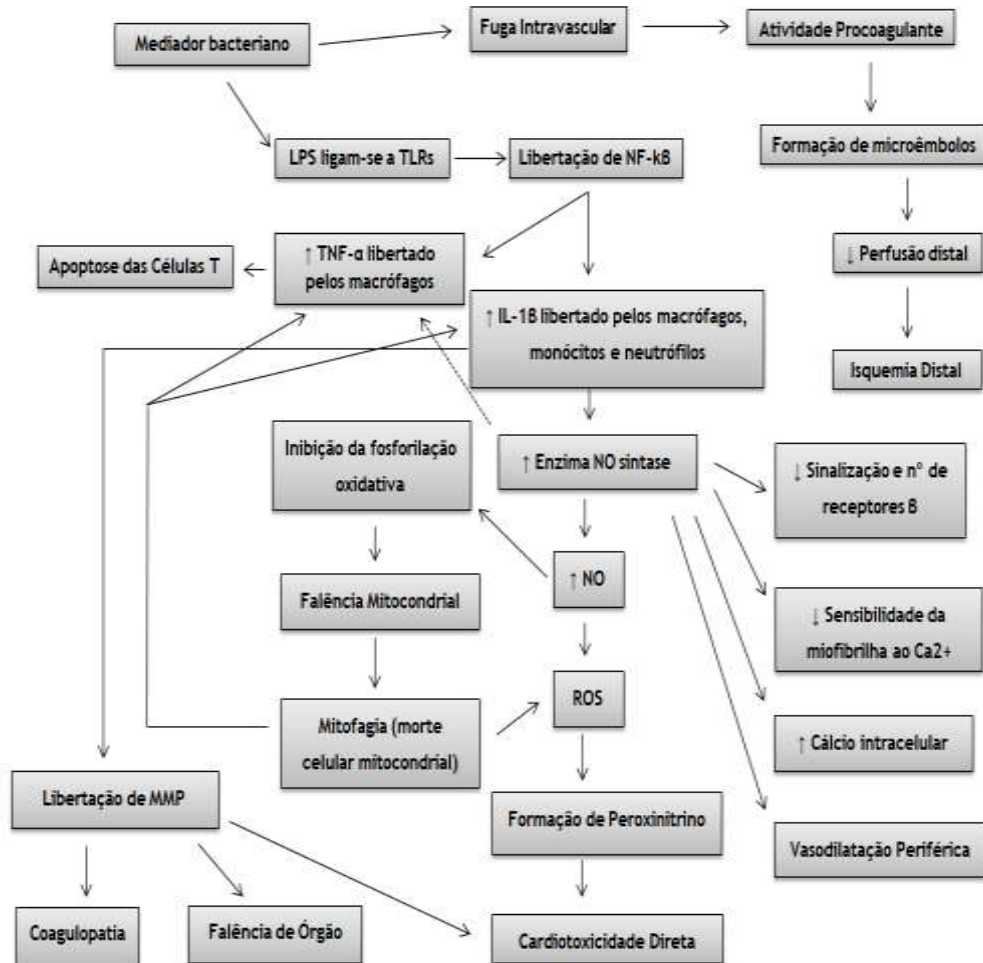 Fuga Intravascular
Atividade Procoagulante
Mediador bacteriano
LPS ligam-se a TLRs
Libertação de NF-kB
Formação de microêmbolos
Apoptose das Células T
↑ TNF-α libertado
pelos macrófagos
↓ Perfusão distal
↑ IL-1B libertado pelos macrófagos,
monócitos e neutrófilos
Isquemia Distal
Inibição da fosforilação
oxidativa
↑ Enzima NO sintase
↓ Sinalização e nº de
receptores B
Falência Mitocondrial
↑ NO
↓ Sensibilidade da
miofibrilha ao Ca2+
Mitofagia (morte
celular mitocondrial)
ROS
↑ Cálcio intracelular
Libertação de MMP
Formação de Peroxinitrino
Vasodilatação Periférica
Coagulopatia
Falência de Órgão
Cardiotoxicidade Direta